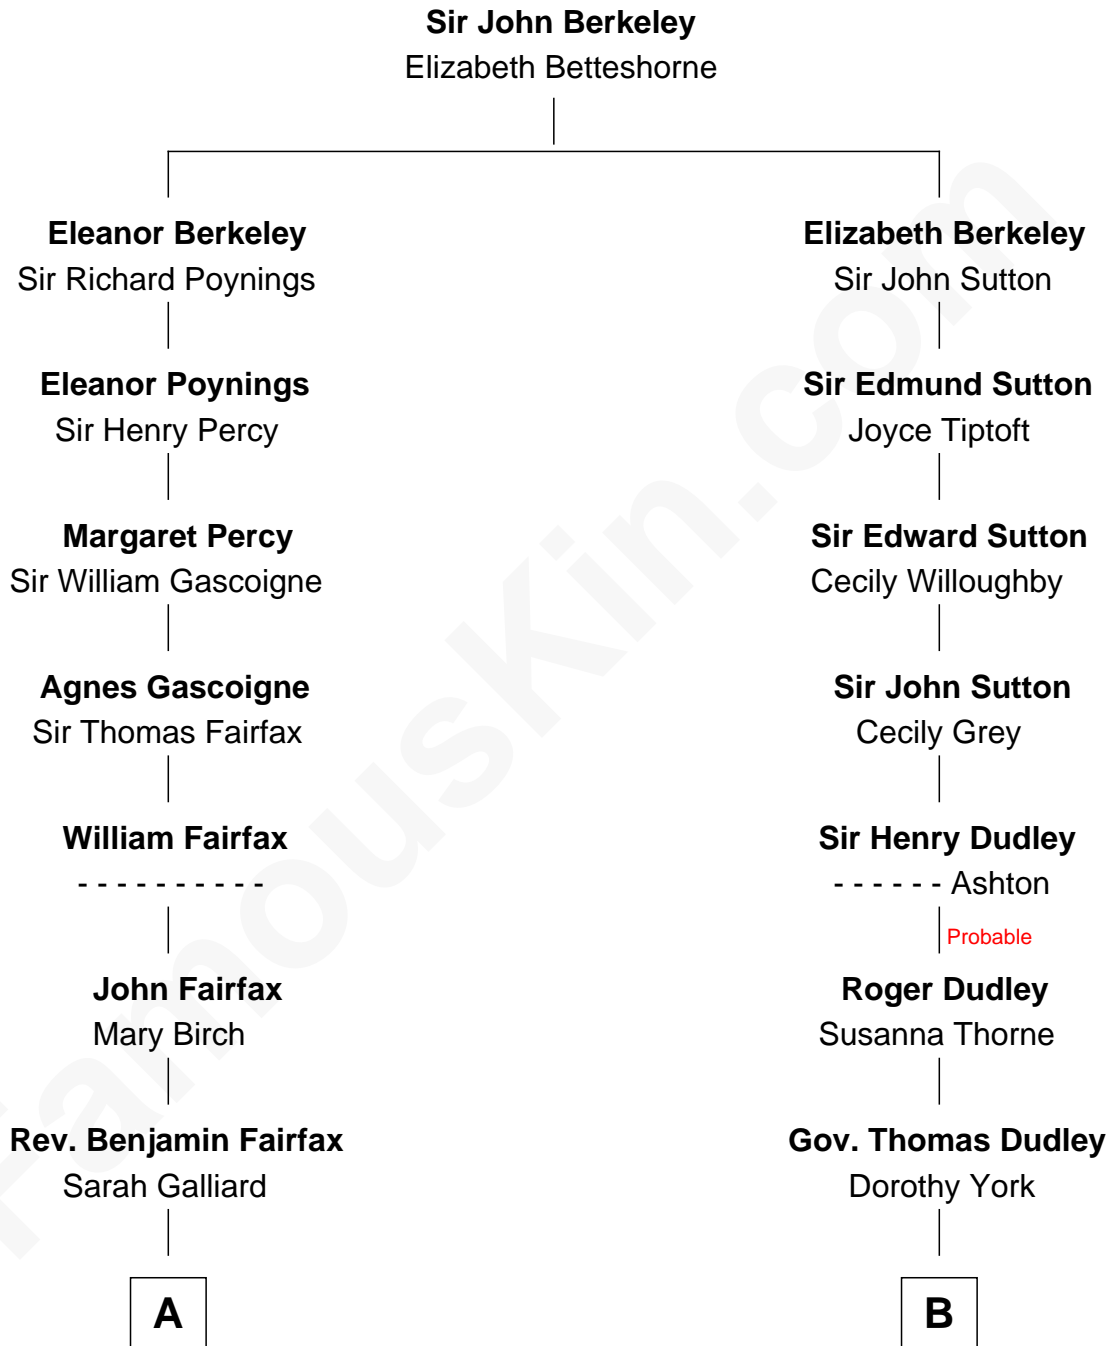 Sir John Berkeley
Elizabeth Betteshorne
Eleanor Berkeley
Sir Richard Poynings
Elizabeth Berkeley
Sir John Sutton
Eleanor Poynings
Sir Henry Percy
Sir Edmund Sutton
Joyce Tiptoft
Margaret Percy
Sir William Gascoigne
Sir Edward Sutton
Cecily Willoughby
Agnes Gascoigne
Sir Thomas Fairfax
Sir John Sutton
Cecily Grey
William Fairfax
- - - - - - - - - -
Sir Henry Dudley
- - - - - - Ashton
Probable
John Fairfax
Mary Birch
Roger Dudley
Susanna Thorne
Rev. Benjamin Fairfax
Sarah Galliard
Gov. Thomas Dudley
Dorothy York
A
B
FamousKin.com